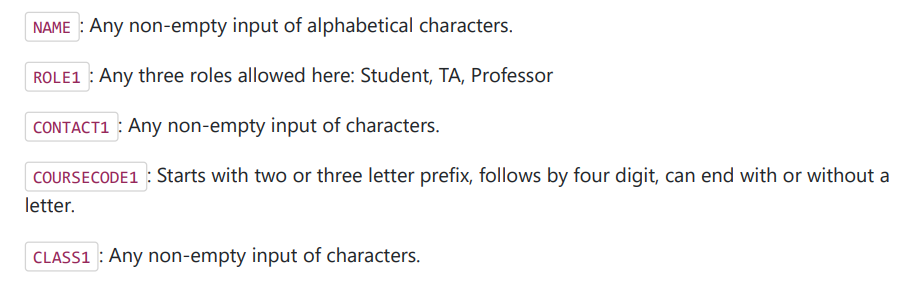 NAME: Any non-empty input of alphabetical characters.
ROLE1: Any three roles allowed here: Student, TA, Professor
CONTACT1: Any non-empty input of characters.
COURSECODE1: Starts with two or three letter prefix, follows by four digit, can end with or without a
letter.
CLASS1: Any non-empty input of characters.